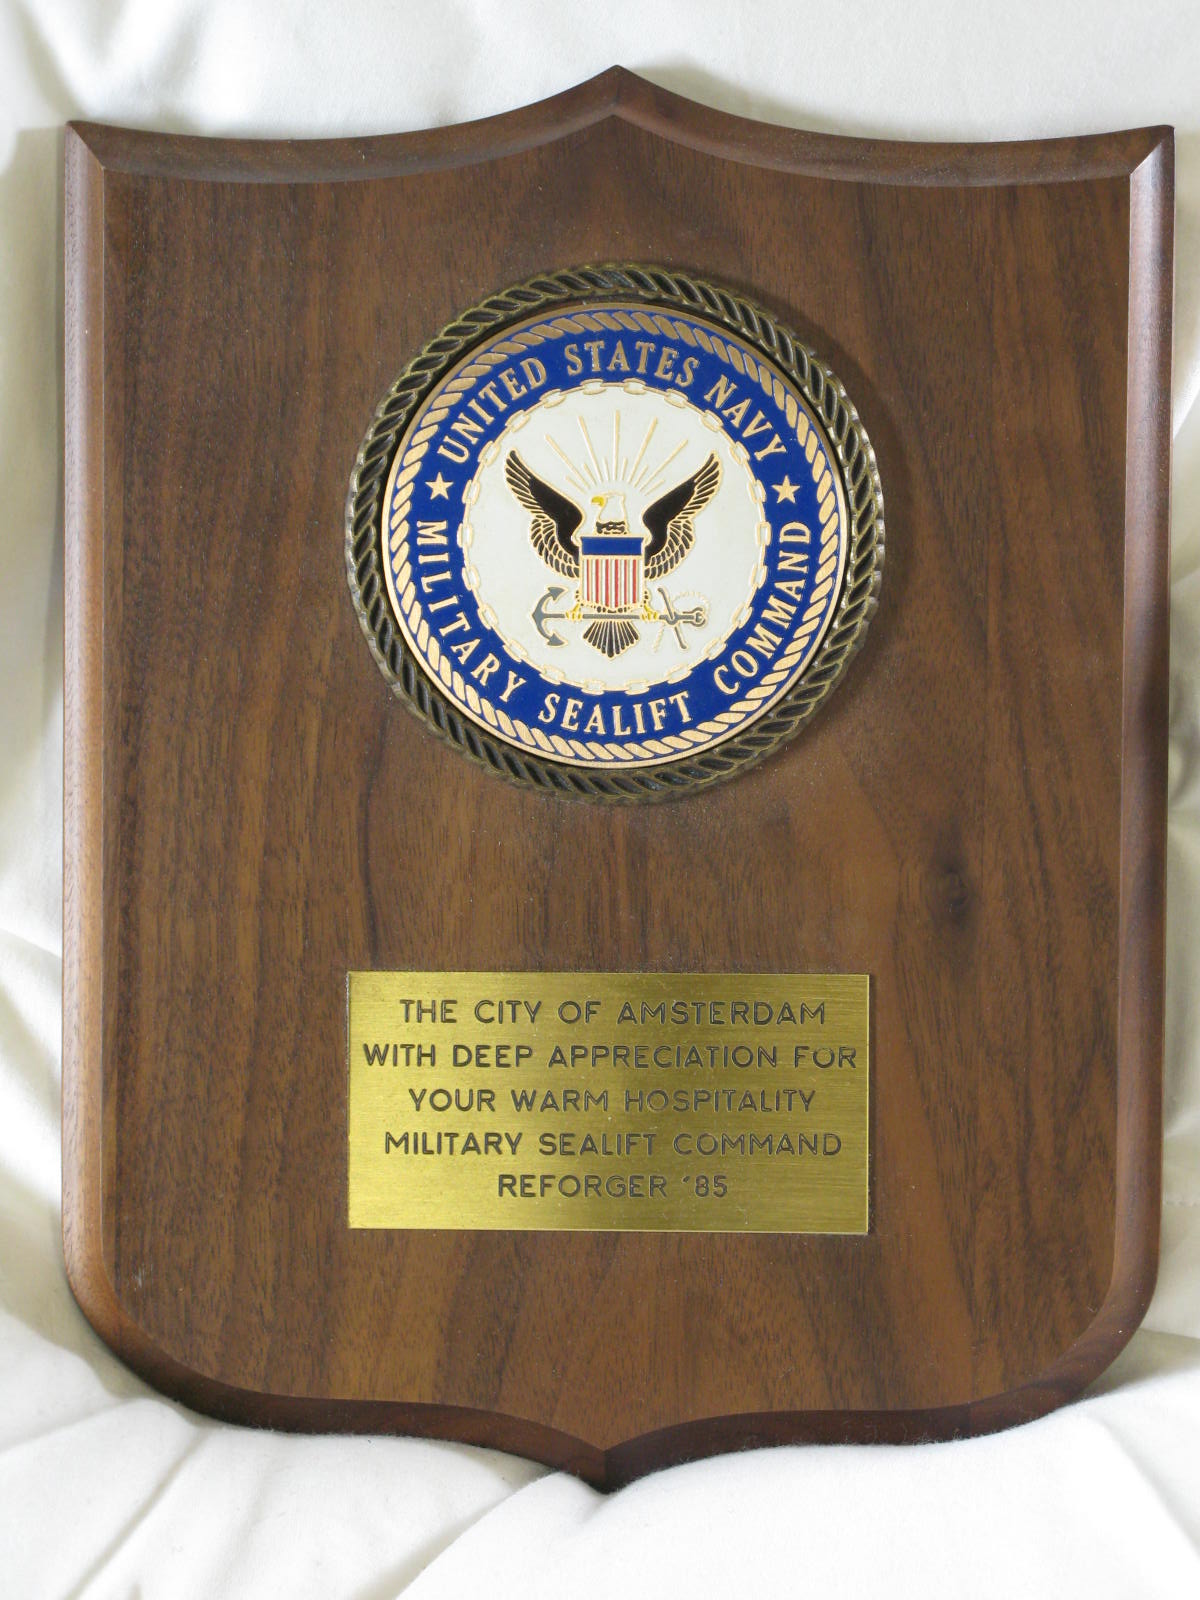 UNITED STATES NAVY
MILITARY SEALIFT COMMAND
THE CITY OF AMSTERDAM
WITH DEEP APPRECIATION FOR
YOUR WARM HOSPITALITY
MILITARY SEALIFT COMMAND
REFORGER '85